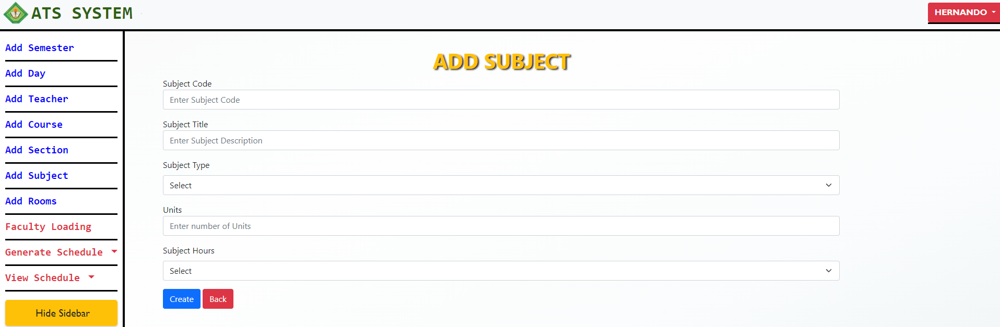 ATS SYSTEM
HERNANDO
Add Semester
Add Day
Add Teacher
Add Course
Add Section
Add Subject
Add Rooms
Faculty Loading
Generate Schedule
View Schedule
Hide Sidebar
ADD SUBJECT
Subject Code
Enter Subject Code
Subject Title
Enter Subject Description
Subject Type
Select
Units
Enter number of Units
Subject Hours
Select
Create Back